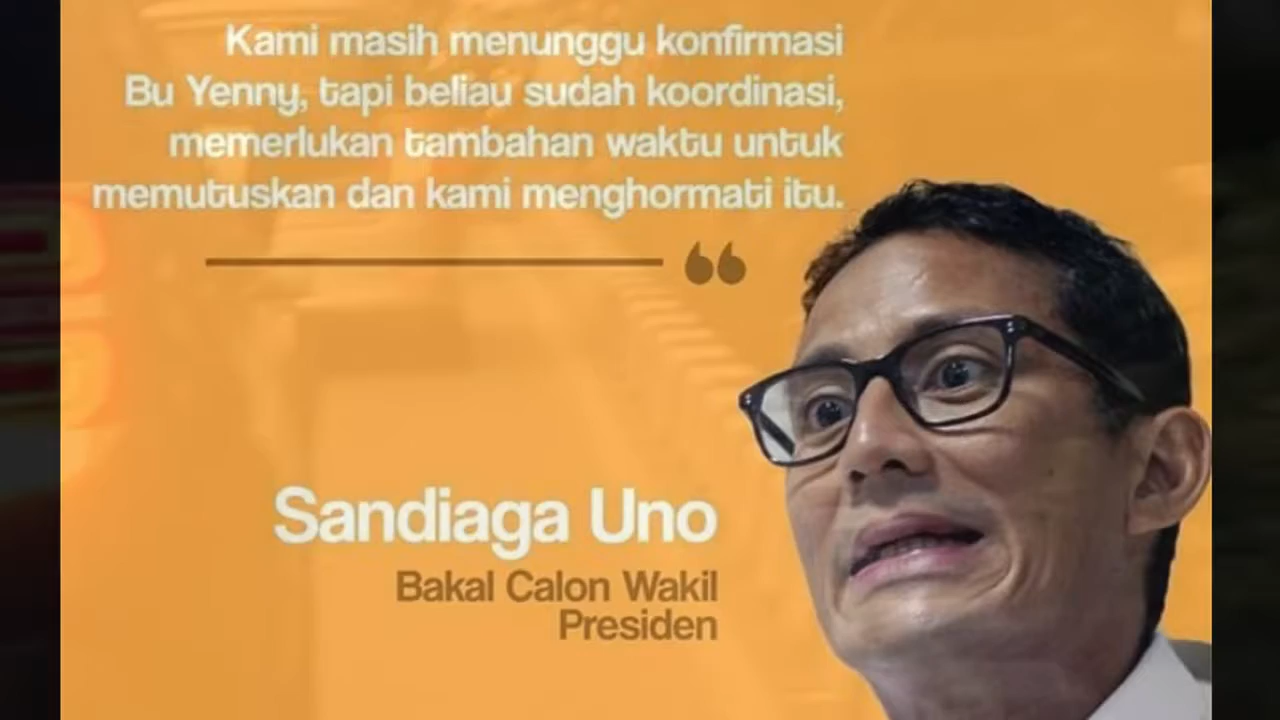 Kami masih menunggu konfirmasi
Bu Yenny, tapi beliau sudah koordinasi,
memerlukan tambahan waktu untuk
memutuskan dan kami menghormati itu.
“
Sandiaga Uno
Bakal Calon Wakil
Presiden